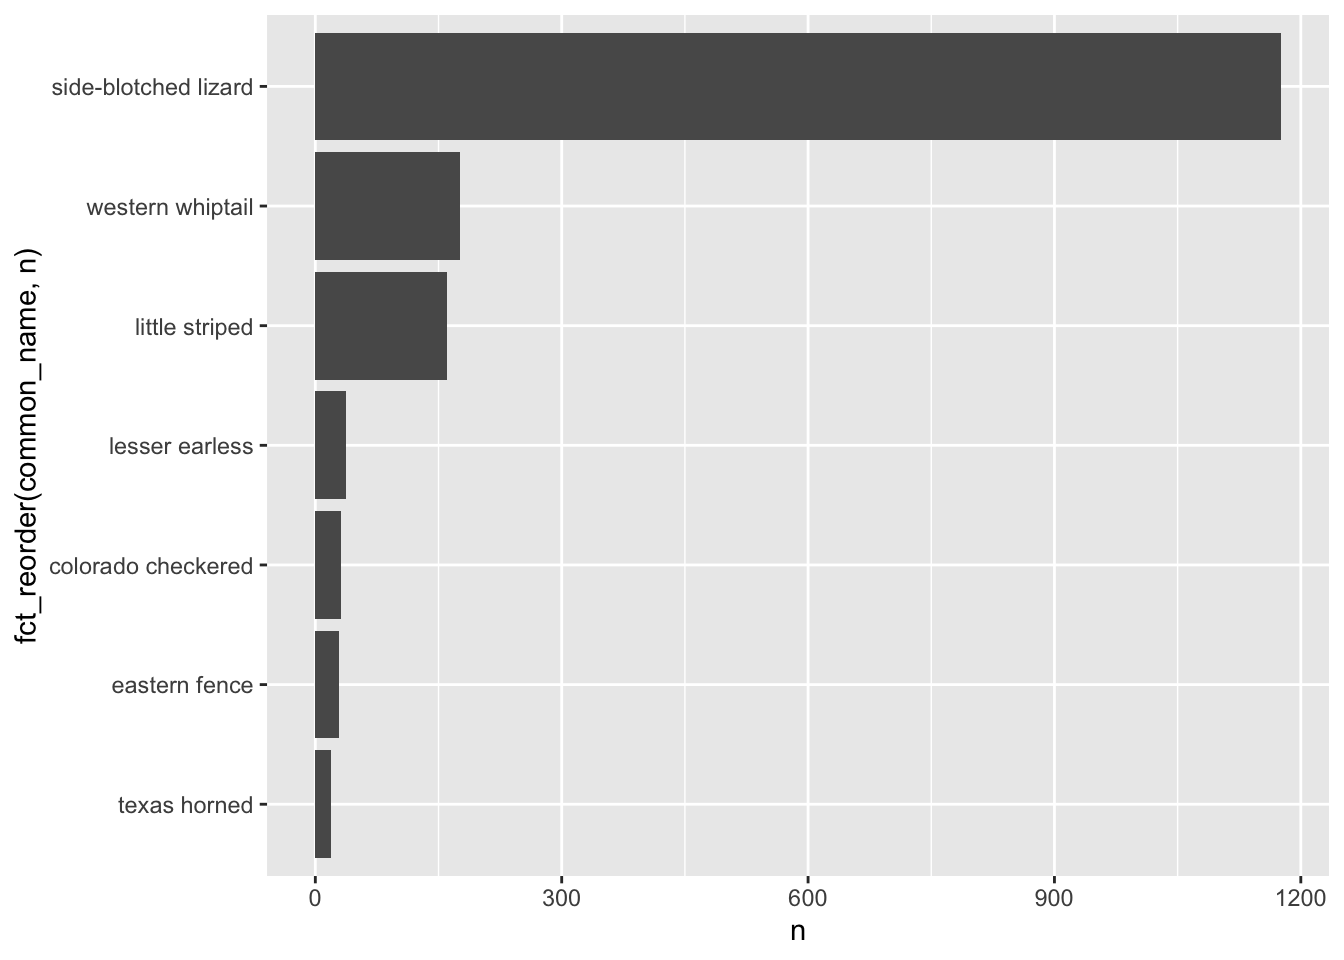 fct_reorder(common_name, n)
side-blotched lizard
western whiptail
little striped
lesser earless
colorado checkered
eastern fence
texas horned
0 300 600 900 1200
n